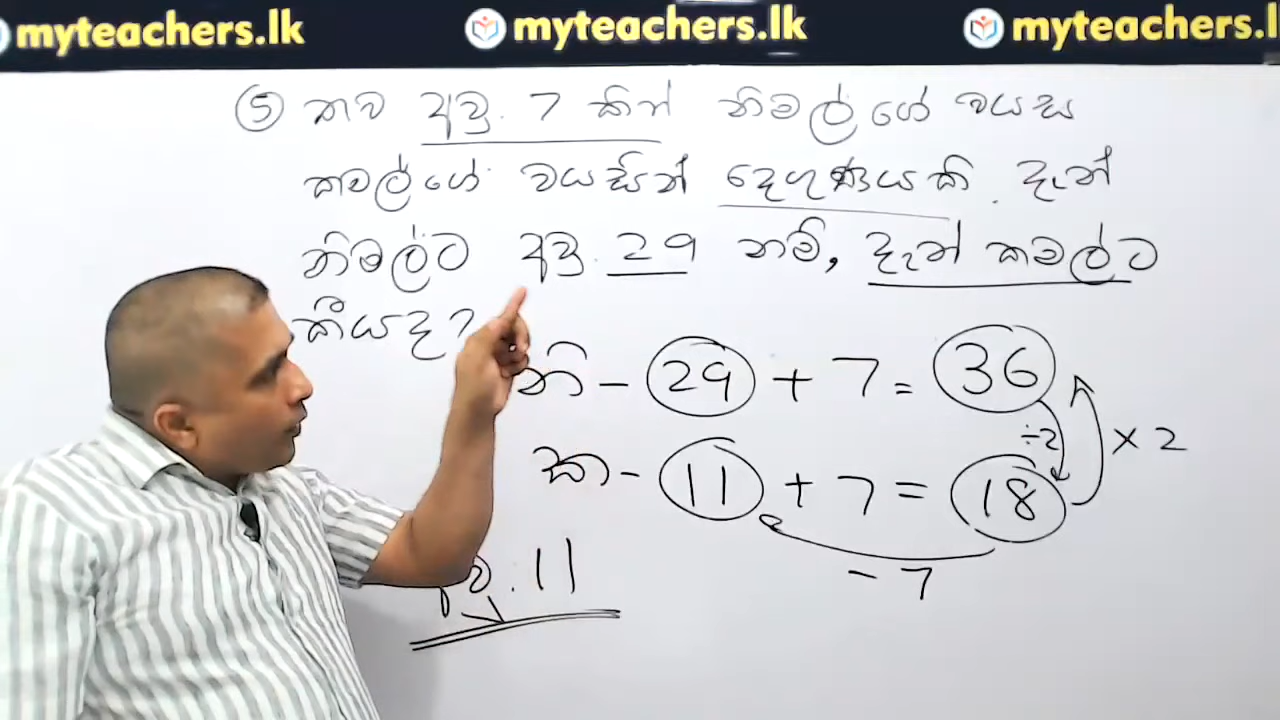 myteachers.lk myteachers.lk myteachers.l
⑤ තව අවු. 7 කින් නිමල්ගේ වයස
කමල්ගේ වයසින් දෙගුණයකි. දැන්
නිමල්ට අවු. 29 නම්, දැන් කමල්ට
කීයද?
නි - 29 + 7 = 36
÷2
× 2
ක - 11 + 7 = 18
- 7
11